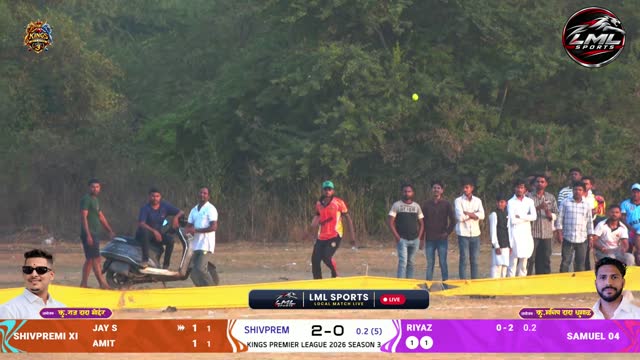 KINGS
LML
SPORTS
LML SPORTS
LOCAL MATCH LIVE
LIVE
SHIVPREMI XI
JAY S 1 1
AMIT 1 1
SHIVPREM 2-0 0.2 (5)
KINGS PREMIER LEAGUE 2026 SEASON 3
RIYAZ 0-2 0.2
1 1
SAMUEL 04